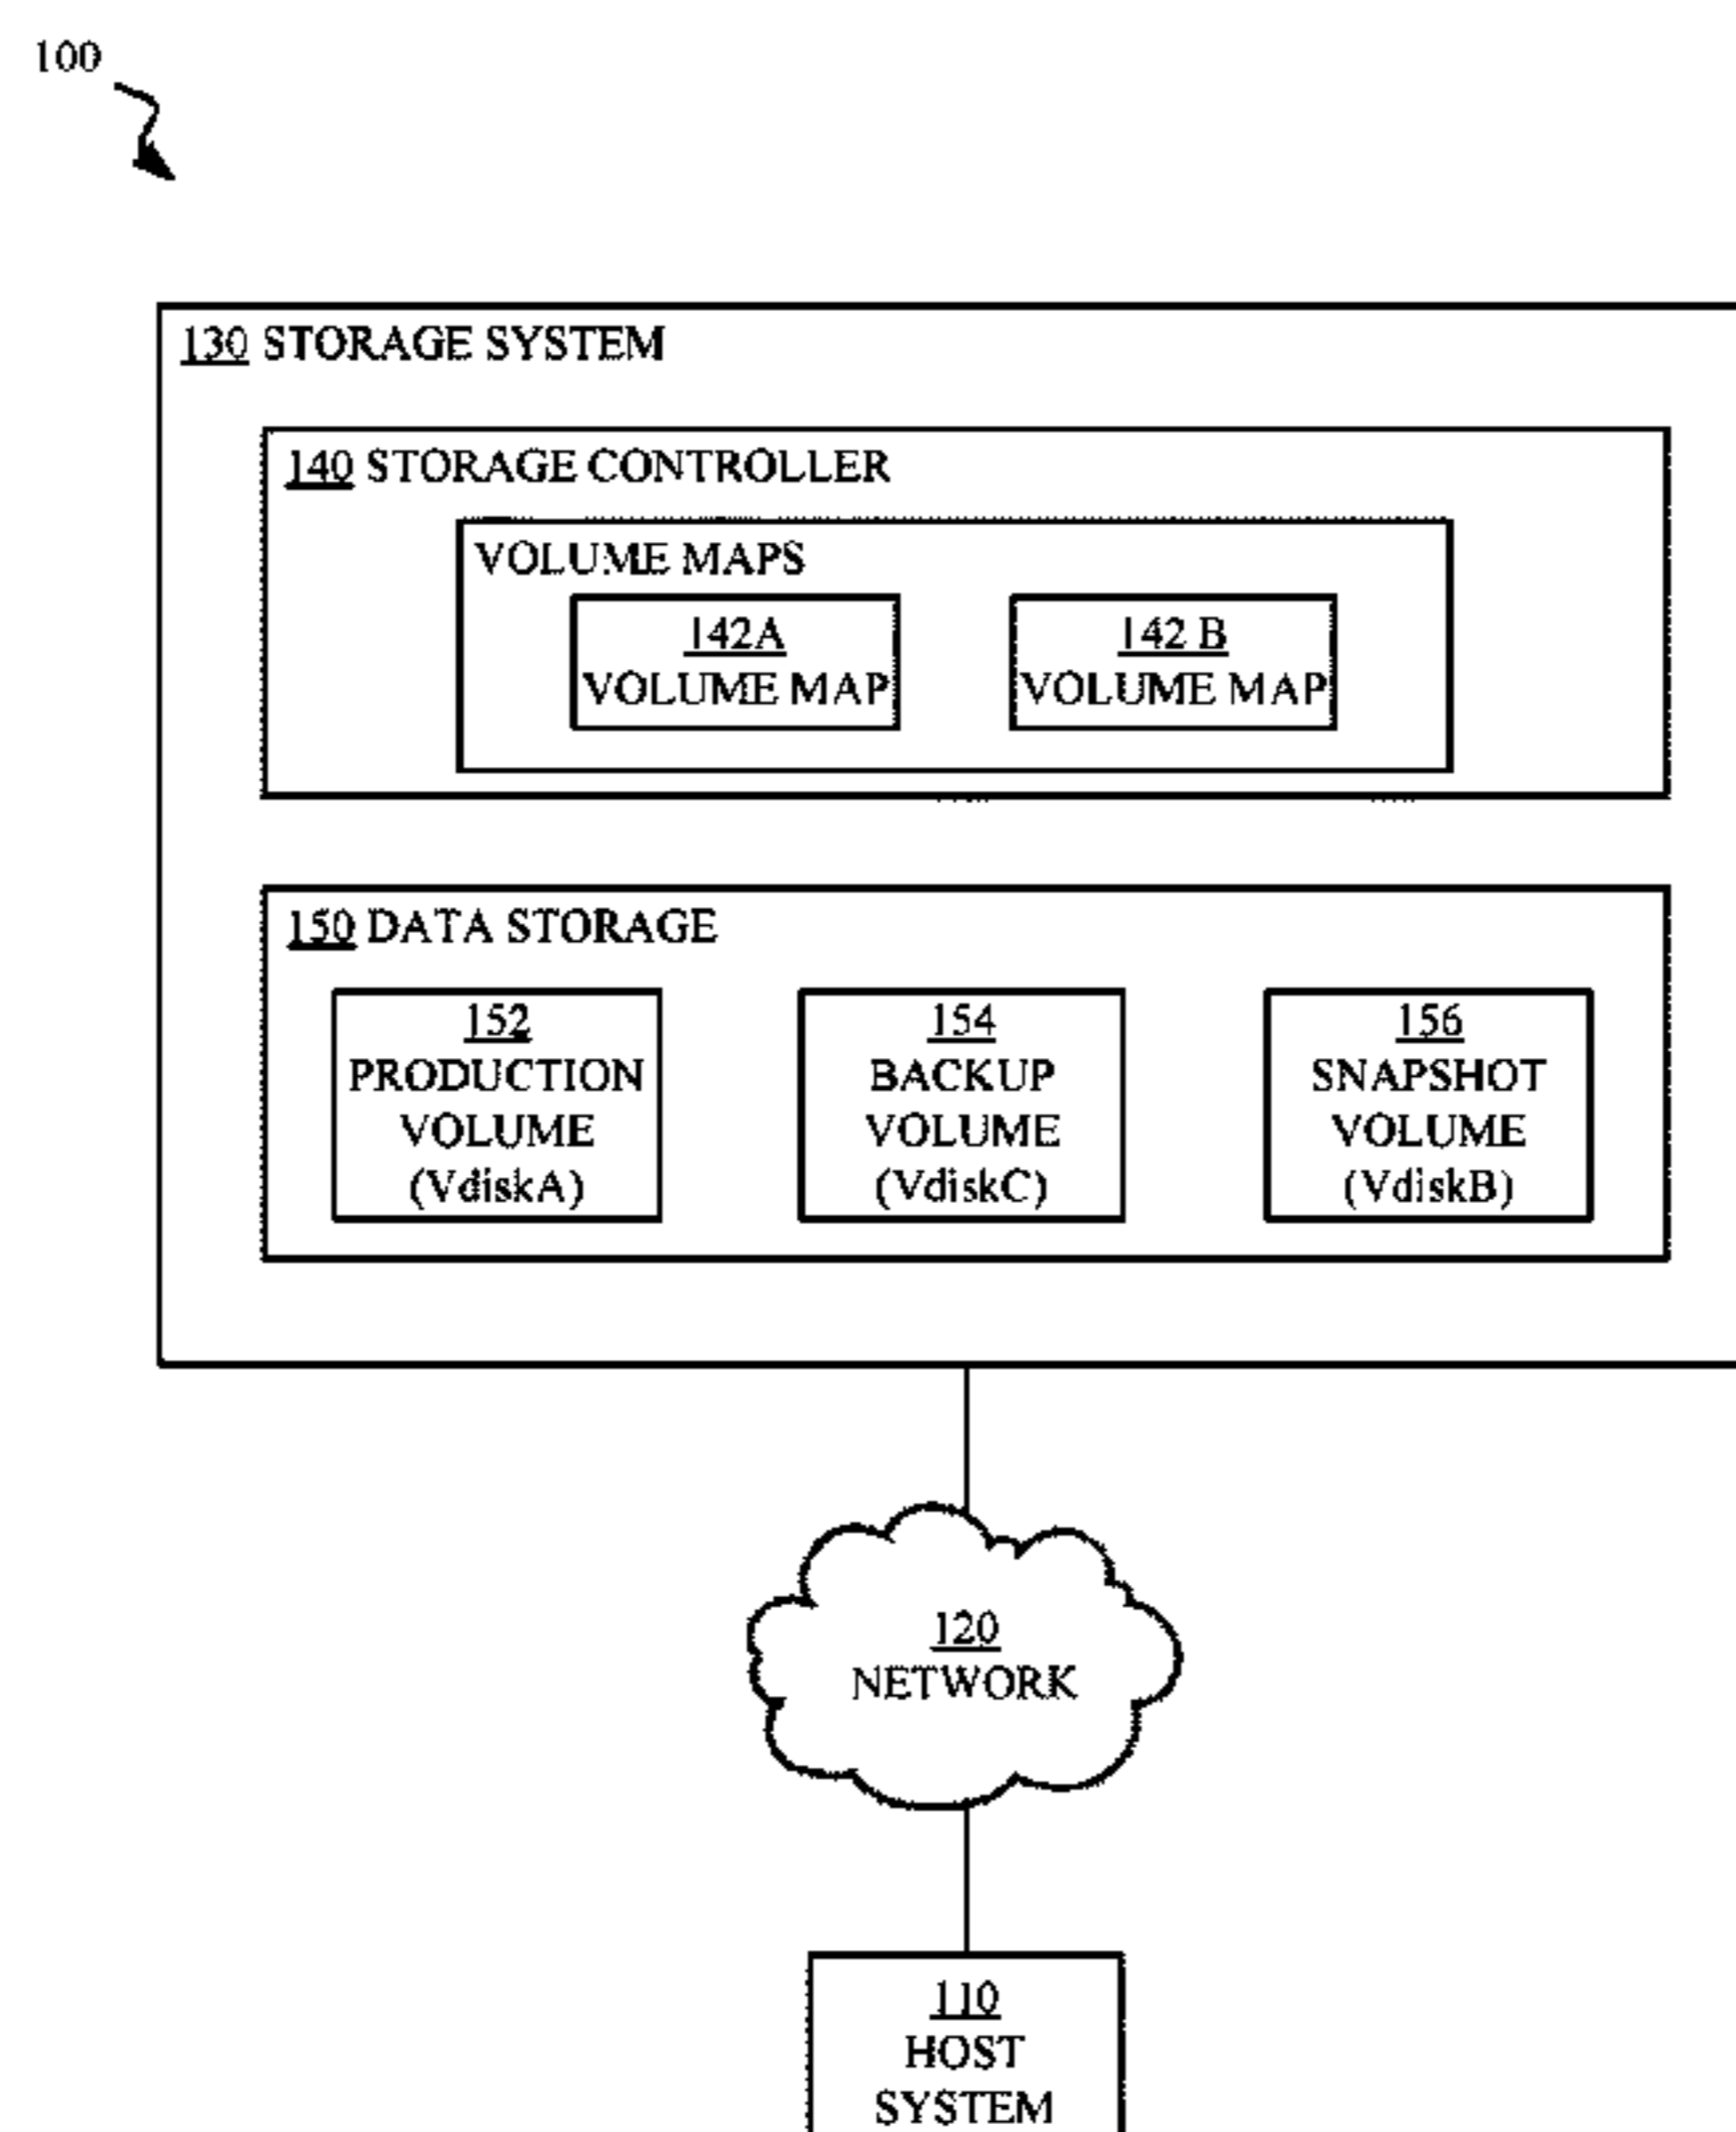 100
130 STORAGE SYSTEM
140 STORAGE CONTROLLER
VOLUME MAPS
142A
VOLUME MAP
142 B
VOLUME MAP
150 DATA STORAGE
152
PRODUCTION
VOLUME
(VdiskA)
154
BACKUP
VOLUME
(VdiskC)
156
SNAPSHOT
VOLUME
(VdiskB)
120
NETWORK
110
HOST
SYSTEM